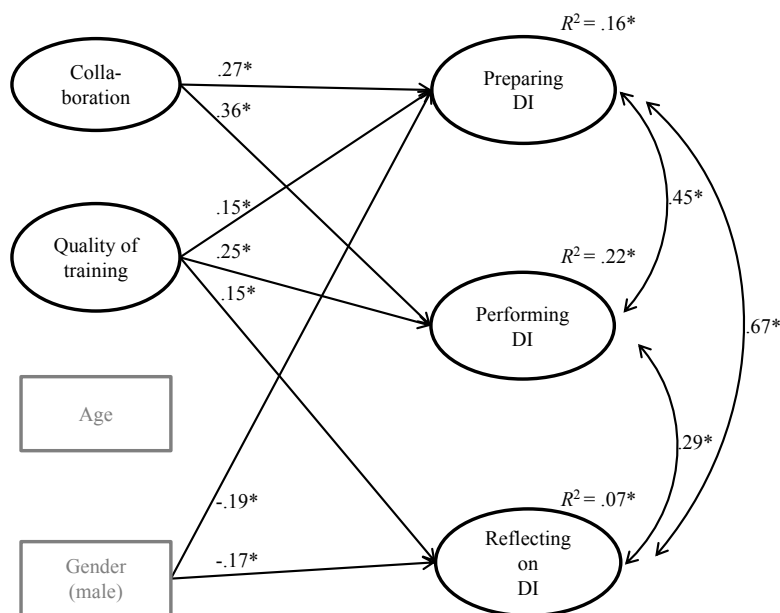 R² = .16*
Colla-
boration
.27*
Preparing
DI
.36*
.15*
.45*
Quality of
training
.25*
R² = .22*
.15*
Performing
DI
.67*
Age
.29*
-.19*
R² = .07*
Gender
(male)
-.17*
Reflecting
on
DI